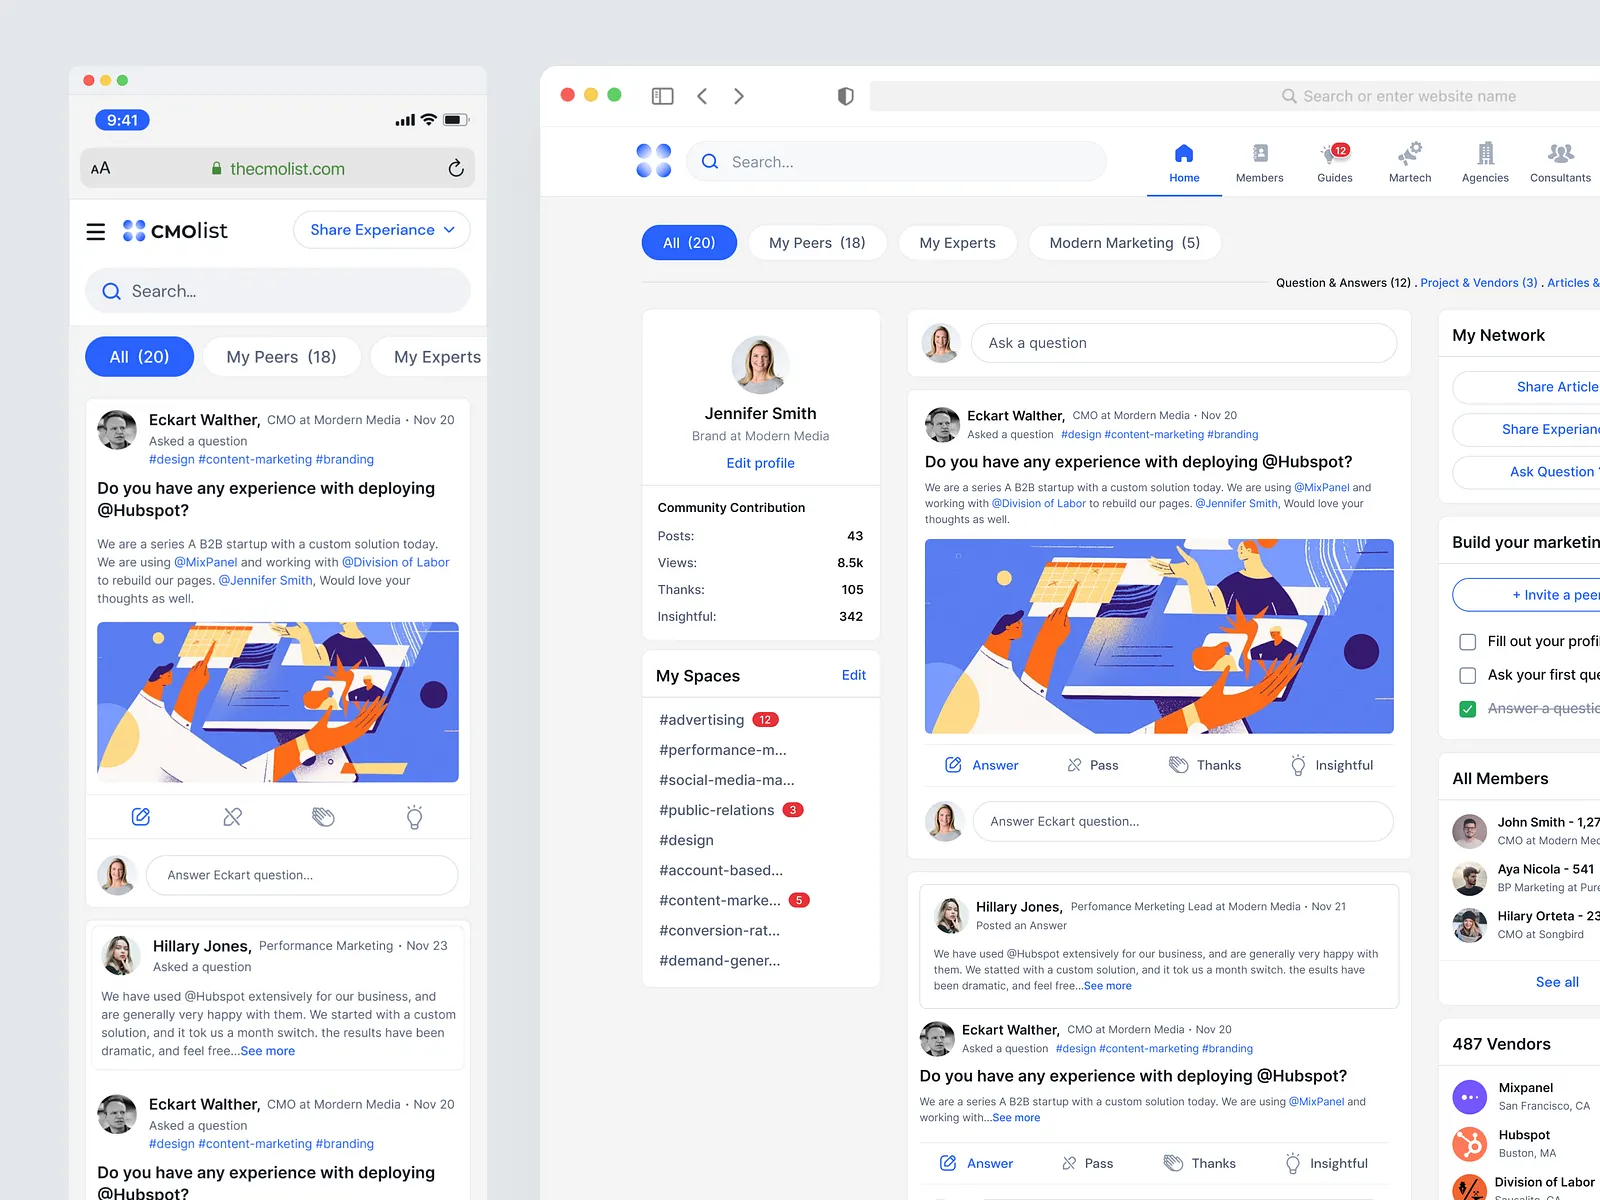 9:41
AA
thecmolist.com
CMOlist
Share Experiance
Search...
All (20)
My Peers (18)
My Experts
Eckart Walther, CMO at Mordern Media • Nov 20
Asked a question
#design #content-marketing #branding
Do you have any experience with deploying
@Hubspot?
We are a series A B2B startup with a custom solution today.
We are using @MixPanel and working with @Division of Labor
to rebuild our pages. @Jennifer Smith, Would love your
thoughts as well.
Answer Eckart question...
Hillary Jones, Performance Marketing • Nov 23
Asked a question
We have used @Hubspot extensively for our business, and
are generally very happy with them. We started with a custom
solution, and it tok us a month switch. the results have been
dramatic, and feel free...See more
Eckart Walther, CMO at Mordern Media • Nov 20
Asked a question
#design #content-marketing #branding
Do you have any experience with deploying
@Hubspot?
Search or enter website name
Search...
Home
Members
12
Guides
Martech
Agencies
Consultants
All (20)
My Peers (18)
My Experts
Modern Marketing (5)
Question & Answers (12) . Project & Vendors (3) . Articles &
Jennifer Smith
Brand at Modern Media
Edit profile
Community Contribution
Posts: 43
Views: 8.5k
Thanks: 105
Insightful: 342
My Spaces Edit
#advertising 12
#performance-m...
#social-media-ma...
#public-relations 3
#design
#account-based...
#content-marke... 5
#conversion-rat...
#demand-gener...
Ask a question
Eckart Walther, CMO at Mordern Media • Nov 20
Asked a question #design #content-marketing #branding
Do you have any experience with deploying @Hubspot?
We are a series A B2B startup with a custom solution today. We are using @MixPanel and
working with @Division of Labor to rebuild our pages. @Jennifer Smith, Would love your
thoughts as well.
Answer
Pass
Thanks
Insightful
Answer Eckart question...
Hillary Jones, Perfomance Merketing Lead at Modern Media • Nov 21
Posted an Answer
We have used @Hubspot extensively for our business, and are generally very happy with
them. We statted with a custom solution, and it tok us a month switch. the esults have
been dramatic, and feel free...See more
Eckart Walther, CMO at Mordern Media • Nov 20
Asked a question #design #content-marketing #branding
Do you have any experience with deploying @Hubspot?
We are a series A B2B startup with a custom solution today. We are using @MixPanel and
working with...See more
Answer
Pass
Thanks
Insightful
My Network
Share Article
Share Experianc
Ask Question ?
Build your marketin
+ Invite a peer
Fill out your profil
Ask your first que
Answer a questio
All Members
John Smith - 1,27
CMO at Modern Med
Aya Nicola - 541
BP Marketing at Pure
Hilary Orteta - 23
CMO at Songbird
See all
487 Vendors
Mixpanel
San Francisco, CA
Hubspot
Buston, MA
Division of Labor
Sausalito, CA